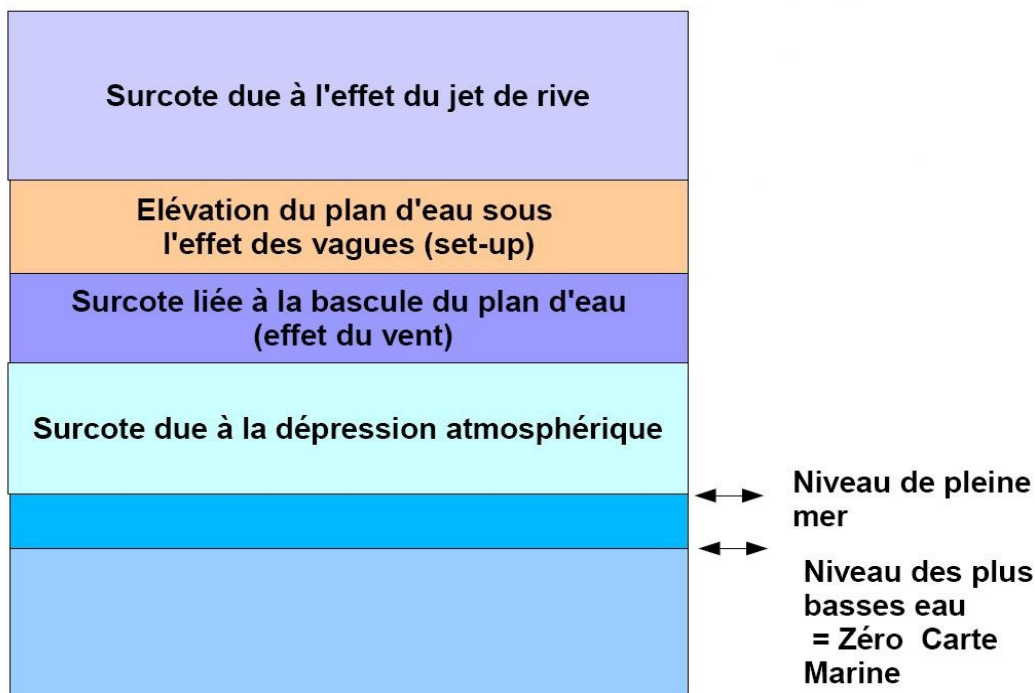 Surcote due à l'effet du jet de rive
Elévation du plan d'eau sous
l'effet des vagues (set-up)
Surcote liée à la bascule du plan d'eau
(effet du vent)
Surcote due à la dépression atmosphérique
Niveau de pleine
mer
Niveau des plus
basses eau
= Zéro Carte
Marine